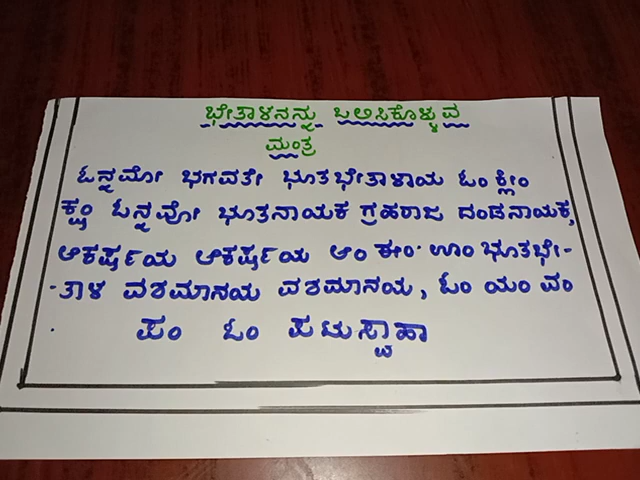 ಭೇತಾಳನನ್ನು ಒಲಿಸಿಕೊಳ್ಳುವ
ಮಂತ್ರ
ಓನ್ನಮೋ ಭಗವತೇ ಭೂತಭೇತಾಳಾಯ ಓಂ ಕ್ಲೀಂ
ಕ್ಷಂ ಓನ್ನಮೋ ಭೂತನಾಯಕ ಗ್ರಹರಾಜ ದಂಡನಾಯಕ,
ಆಕರ್ಷಯ ಆಕರ್ಷಯ ಆಂ ಈಂ ಊಂ ಭೂತಭೇ-
-ತಾಳ ವಶಮಾನಯ ವಶಮಾನಯ, ಓಂ ಯಂ ವಂ
ಪಂ ಓಂ ಪಟುಸ್ವಾಹಾ